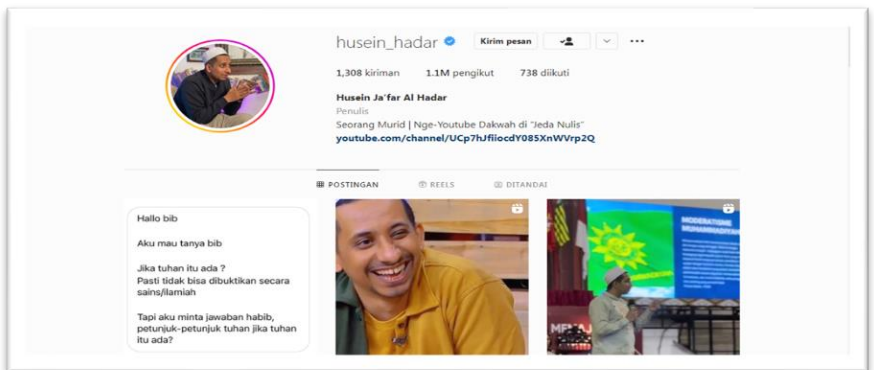 husein_hadar Kirim pesan
1,308 kiriman 1.1M pengikut 738 diikuti
Husein Ja'far Al Hadar
Penulis
Seorang Murid | Nge-Youtube Dakwah di "Jeda Nulis"
youtube.com/channel/UCp7hJfiiocdY085XnWVrp2Q
POSTINGAN REELS DITANDAI
Hallo bib
Aku mau tanya bib
Jika tuhan itu ada ?
Pasti tidak bisa dibuktikan secara
sains/ilamiah
Tapi aku minta jawaban habib,
petunjuk-petunjuk tuhan jika tuhan
itu ada?
MODERATISME
MUHAMMADIYAH